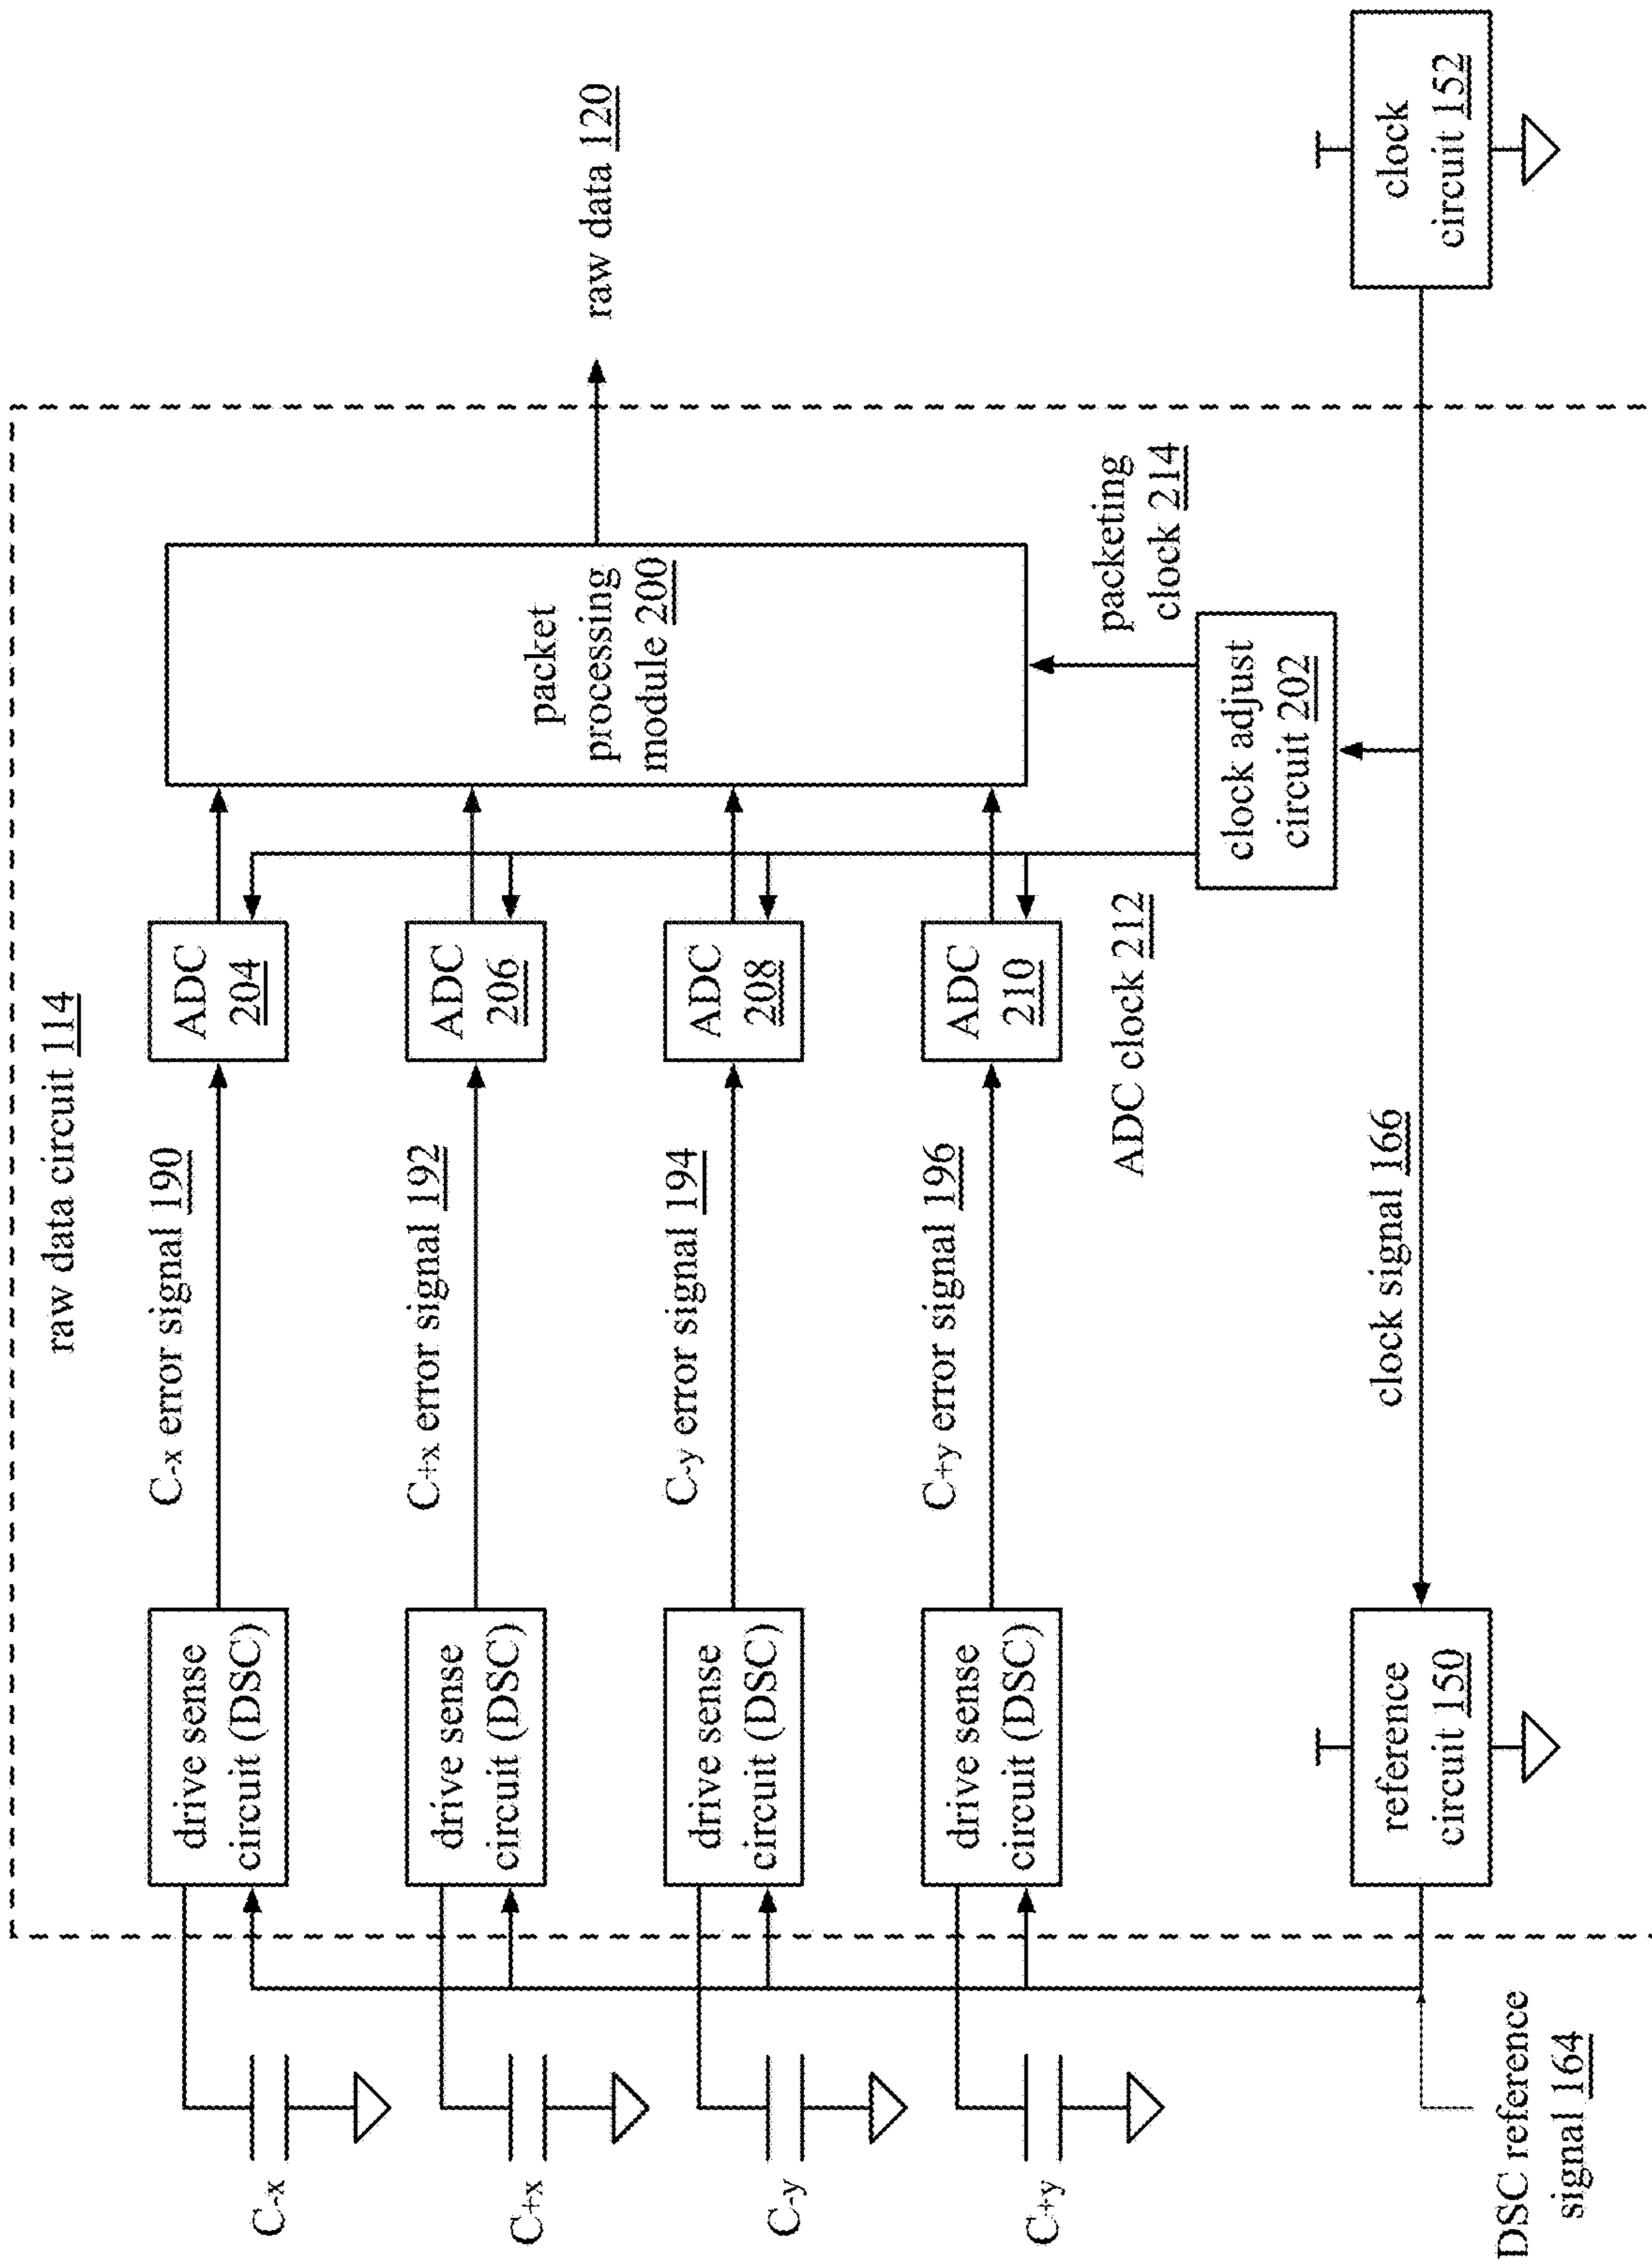 raw data circuit 114
C-x
drive sense
circuit (DSC)
C-x error signal 190
ADC
204
C+x
drive sense
circuit (DSC)
C+x error signal 192
ADC
206
C-y
drive sense
circuit (DSC)
C-y error signal 194
ADC
208
C+y
drive sense
circuit (DSC)
C+y error signal 196
ADC
210
packet
processing
module 200
raw data 120
ADC clock 212
packeting
clock 214
clock adjust
circuit 202
DSC reference
signal 164
reference
circuit 150
clock signal 166
clock
circuit 152